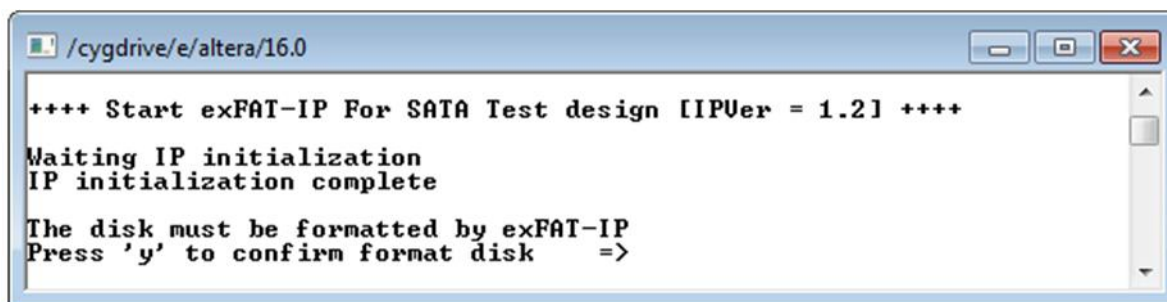 /cygdrive/e/altera/16.0
++++ Start exFAT-IP For SATA Test design [IPVer = 1.2] ++++
Waiting IP initialization
IP initialization complete
The disk must be formatted by exFAT-IP
Press 'y' to confirm format disk    =>